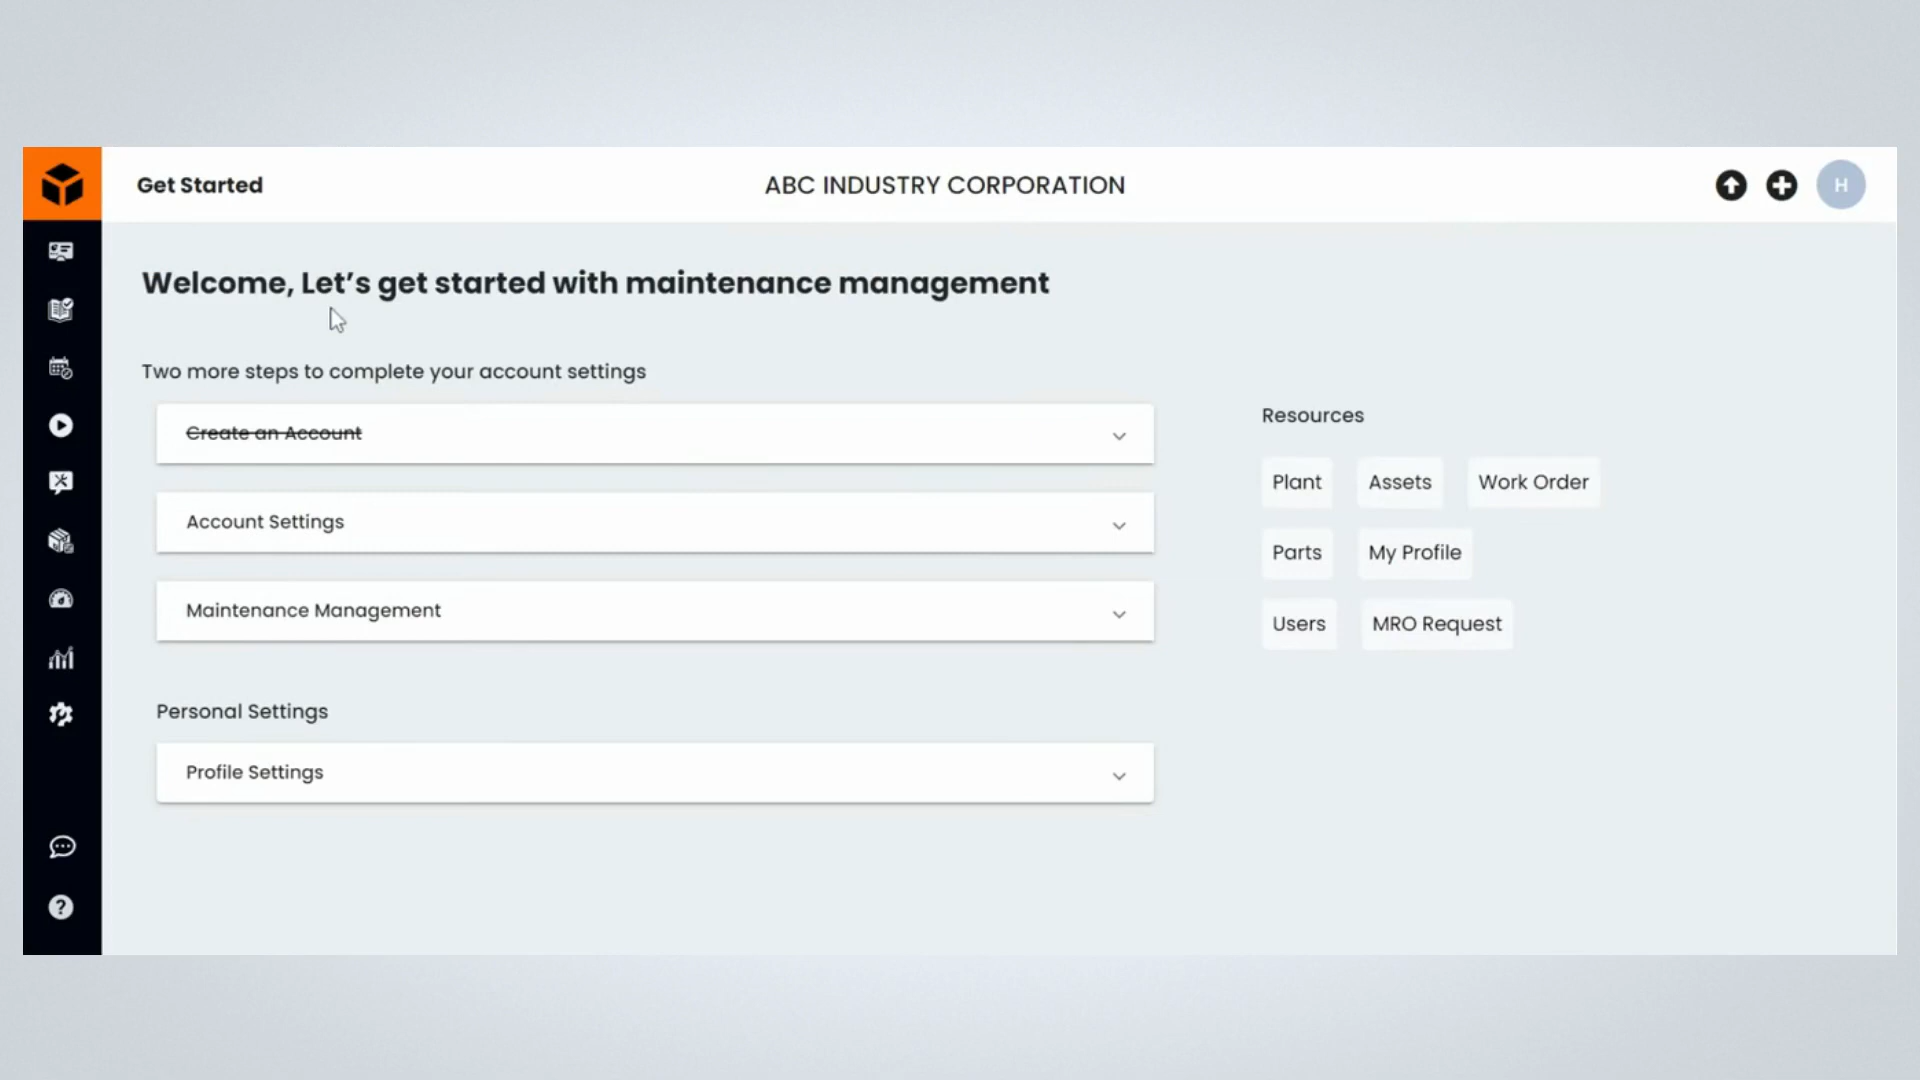 Get Started
ABC INDUSTRY CORPORATION
H
Welcome, Let’s get started with maintenance management
Two more steps to complete your account settings
Create an Account
Account Settings
Maintenance Management
Personal Settings
Profile Settings
Resources
Plant Assets Work Order
Parts My Profile
Users MRO Request